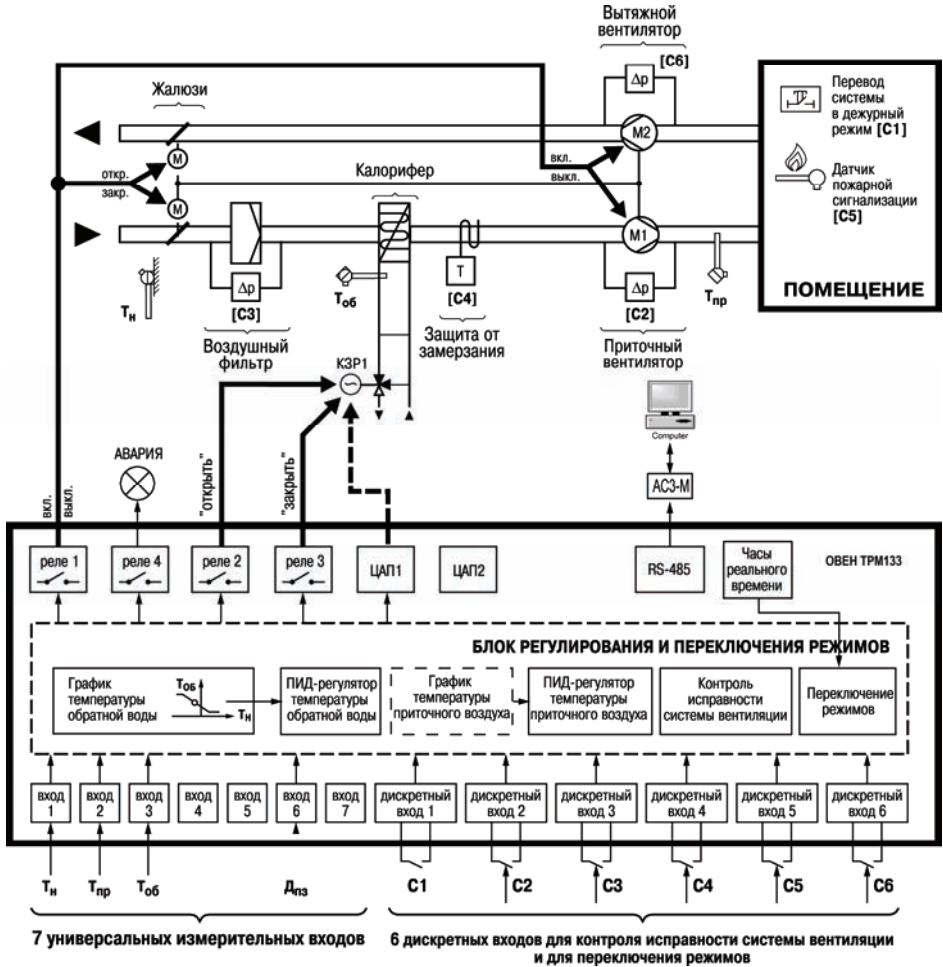 Вытяжной
вентилятор
[C6]
Δp
Жалюзи
M2
M
откр.
закр.
M
Калорифер
вкл.
выкл.
M1
Перевод
системы
в дежурный
режим [C1]
Датчик
пожарной
сигнализации
[C5]
ПОМЕЩЕНИЕ
Tн
Δp
[C3]
Воздушный
фильтр
Tоб
T
[C4]
Защита от
замерзания
Δp
[C2]
Приточный
вентилятор
Tпр
КЗР1
Computer
АС3-М
АВАРИЯ
вкл.
выкл.
"открыть"
"закрыть"
реле 1
реле 4
реле 2
реле 3
ЦАП1
ЦАП2
RS-485
Часы
реального
времени
ОВЕН ТРМ133
БЛОК РЕГУЛИРОВАНИЯ И ПЕРЕКЛЮЧЕНИЯ РЕЖИМОВ
График
температуры
обратной воды
Tоб
Tн
ПИД-регулятор
температуры
обратной воды
График
температуры
приточного воздуха
ПИД-регулятор
температуры
приточного воздуха
Контроль
исправности
системы вентиляции
Переключение
режимов
вход
1
вход
2
вход
3
вход
4
вход
5
вход
6
вход
7
дискретный
вход 1
дискретный
вход 2
дискретный
вход 3
дискретный
вход 4
дискретный
вход 5
дискретный
вход 6
Tн
Tпр
Tоб
Дпз
C1
C2
C3
C4
C5
C6
7 универсальных измерительных входов
6 дискретных входов для контроля исправности системы вентиляции
и для переключения режимов